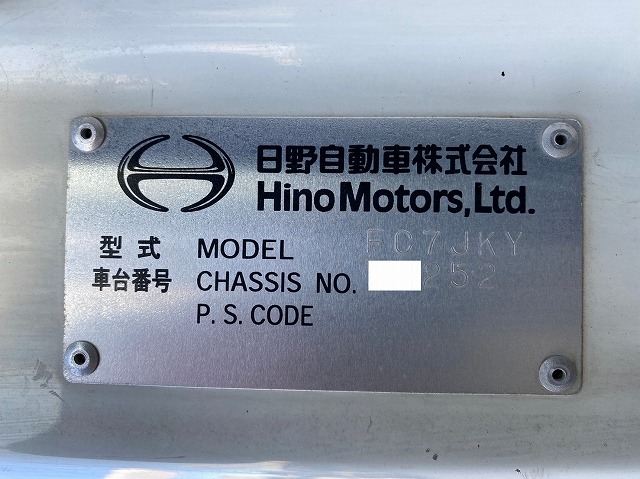 日野自動車株式会社
Hino Motors, Ltd.
型式 MODEL FC7JKY
車台番号 CHASSIS NO. 252
P.S.CODE